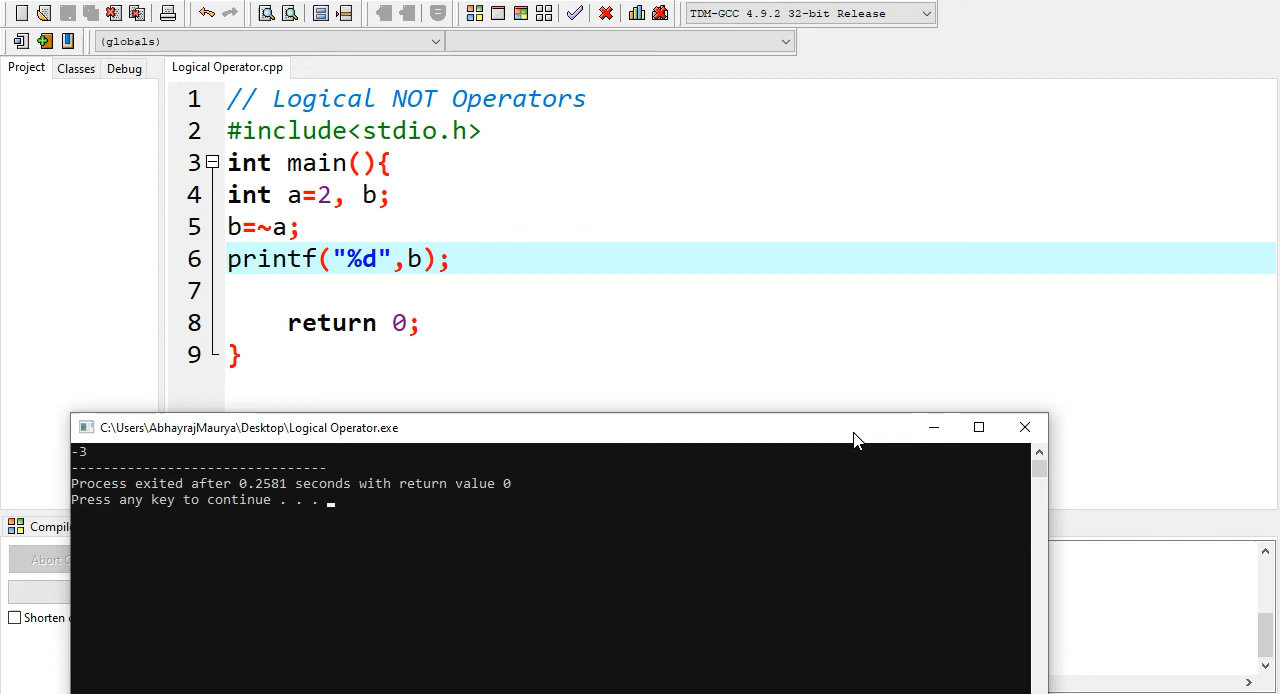 TDM-GCC 4.9.2 32-bit Release
(globals)
Project Classes Debug Logical Operator.cpp
1 // Logical NOT Operators
2 #include<stdio.h>
3 int main(){
4 int a=2, b;
5 b=~a;
6 printf("%d",b);
7
8 return 0;
9 }
C:\Users\AbhayrajMaurya\Desktop\Logical Operator.exe
-3
--------------------------------
Process exited after 0.2581 seconds with return value 0
Press any key to continue . . .
Compile
Abort
Shorten